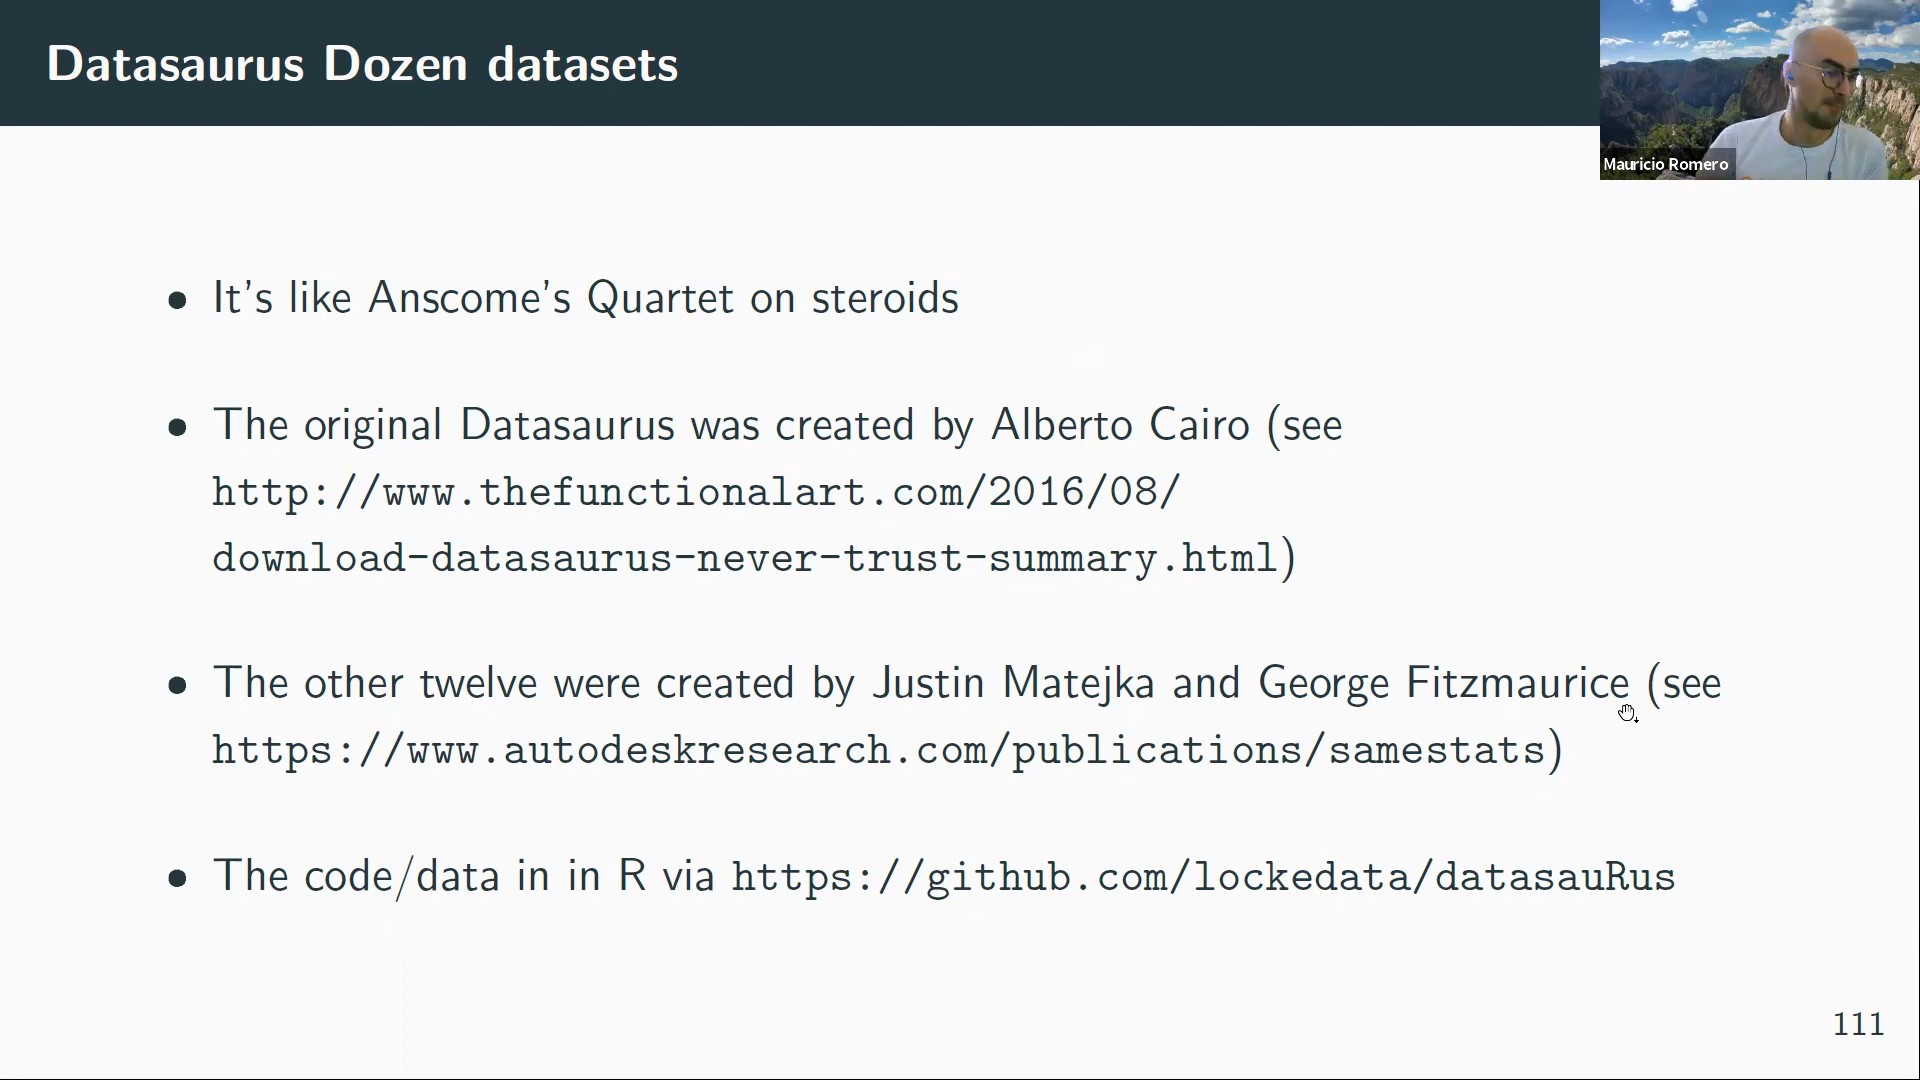 Datasaurus Dozen datasets
Mauricio Romero
• It's like Anscome's Quartet on steroids
• The original Datasaurus was created by Alberto Cairo (see
http://www.thefunctionalart.com/2016/08/
download-datasaurus-never-trust-summary.html)
• The other twelve were created by Justin Matejka and George Fitzmaurice (see
https://www.autodeskresearch.com/publications/samestats)
• The code/data in in R via https://github.com/lockedata/datasauRus
111